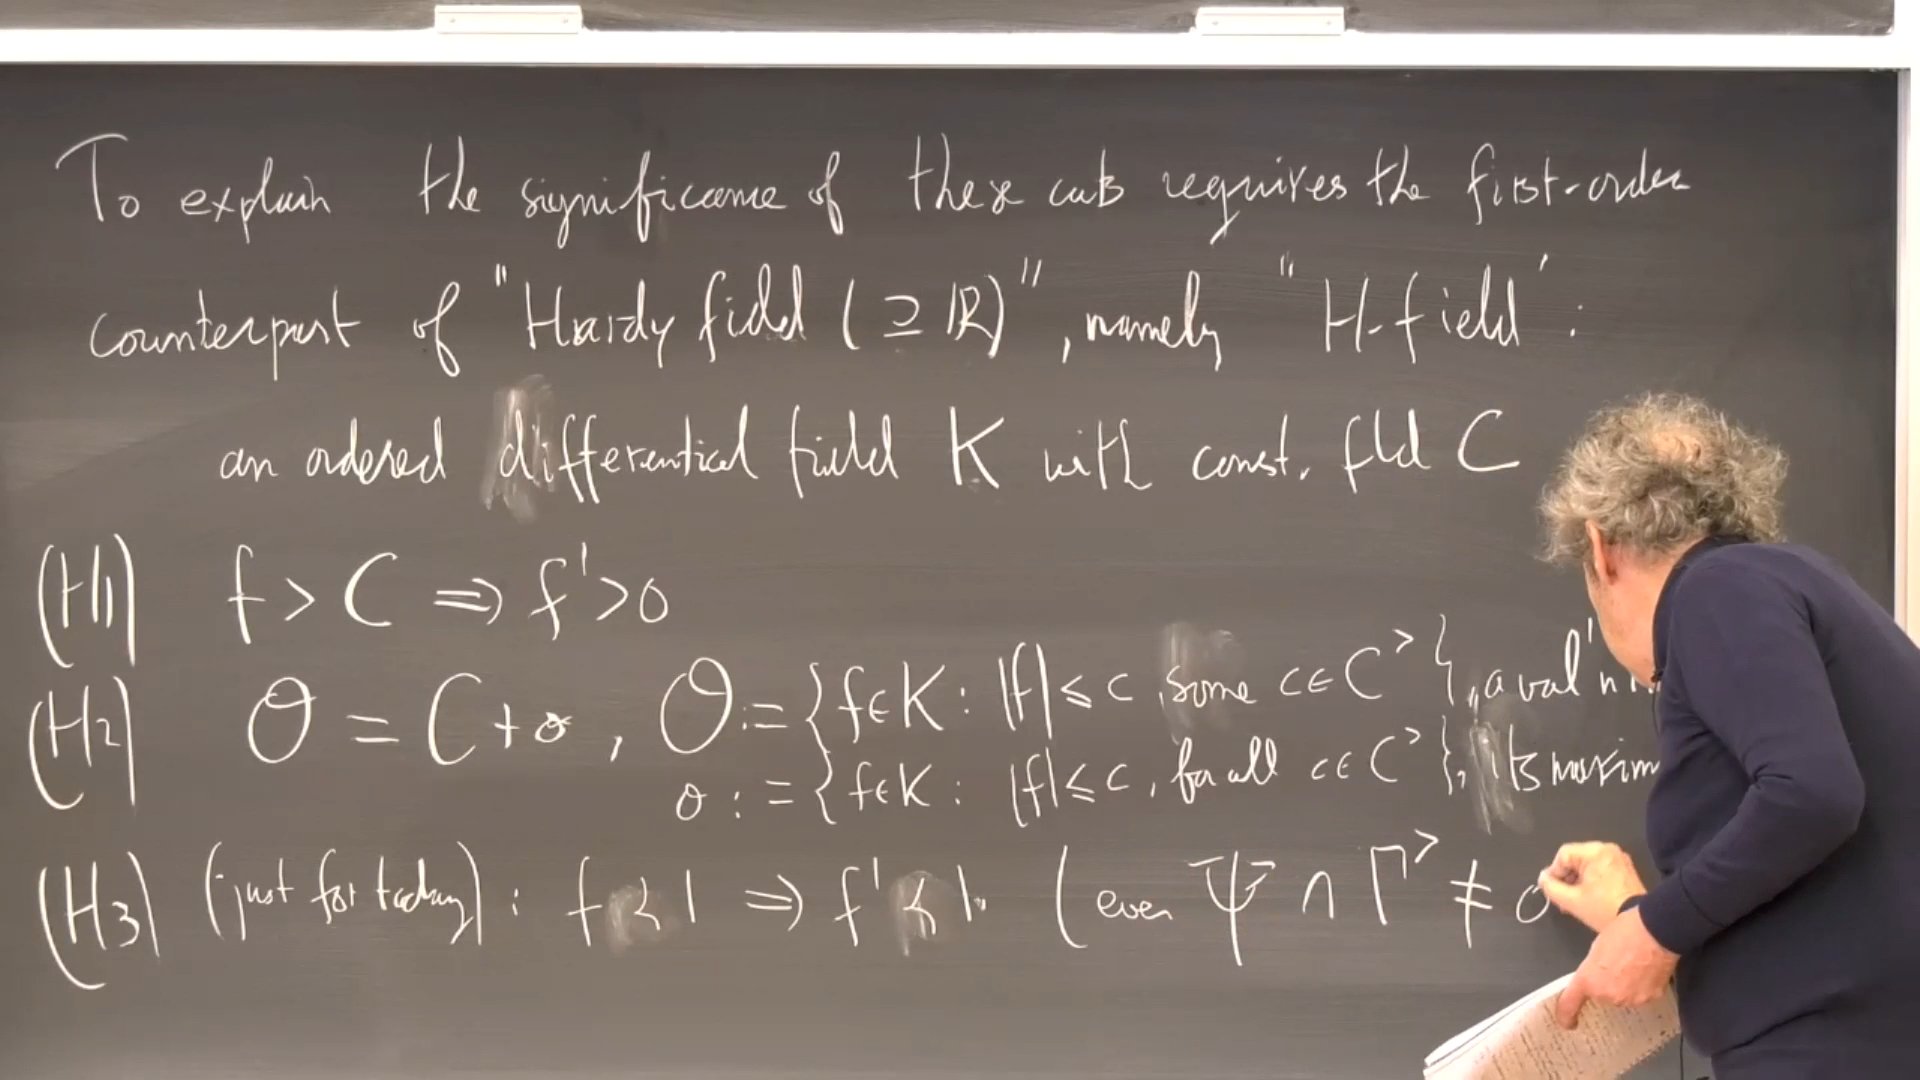 To explain the significance of these cuts requires the first-order
counterpart of "Hardy field (⊇ ℝ)", namely "H-field":
an ordered differential field K with const. fld C
(H1) f > C ⇒ f' > 0
(H2) 𝒪 = C + 𝑜, 𝒪 := {f ∈ K : |f| ≤ c, some c ∈ C^>}, a val'n
𝑜 := {f ∈ K : |f| ≤ c, for all c ∈ C^>}, its maxim
(H3) (just for today) : f ≺ 1 ⇒ f' ≺ 1. (even Ψ ∩ Γ^> ≠